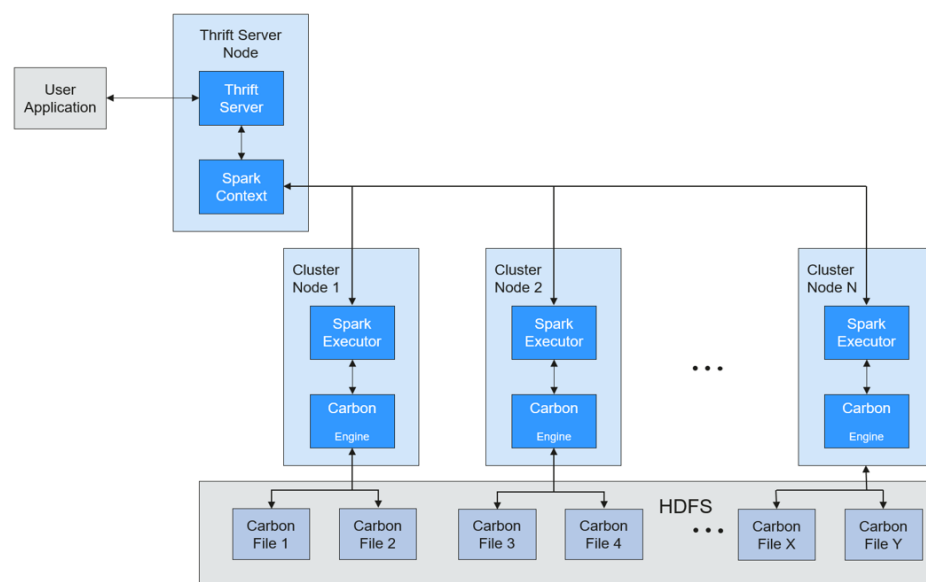 Thrift Server
Node
User
Application
Thrift
Server
Spark
Context
Cluster
Node 1
Cluster
Node 2
Cluster
Node N
Spark
Executor
Spark
Executor
Spark
Executor
...
Carbon
Engine
Carbon
Engine
Carbon
Engine
HDFS
Carbon
File 1
Carbon
File 2
Carbon
File 3
Carbon
File 4
...
Carbon
File X
Carbon
File Y